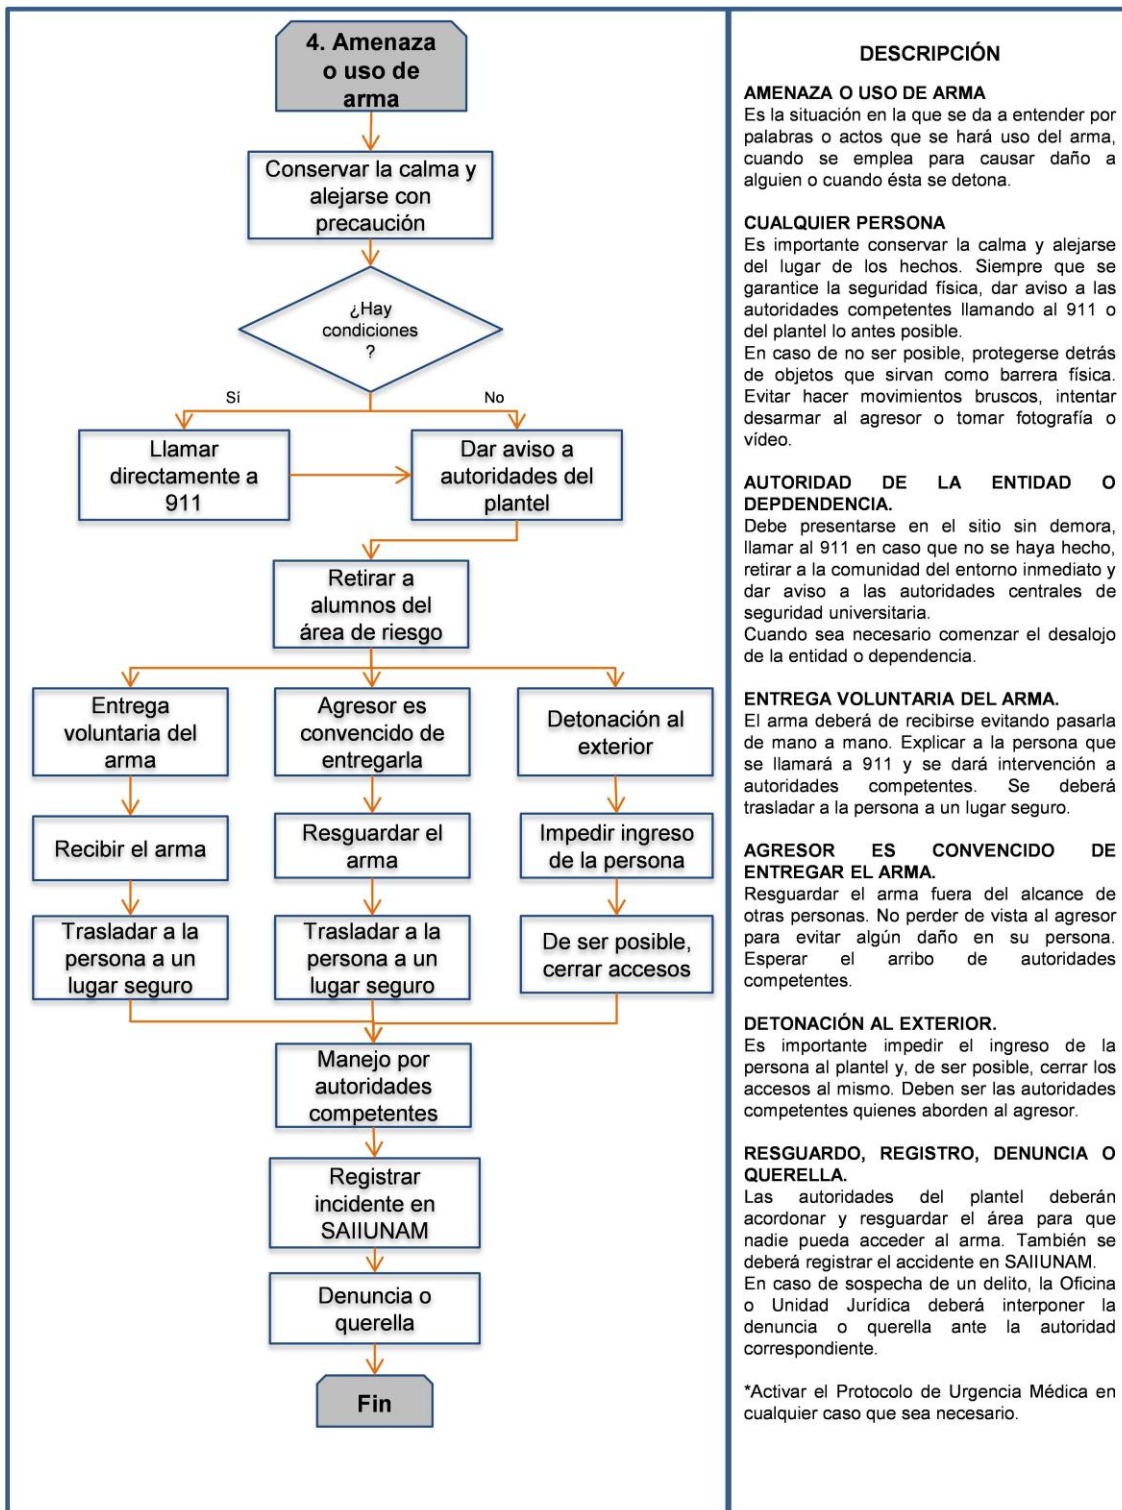 4. Amenaza
o uso de
arma
Conservar la calma y
alejarse con
precaución
¿Hay
condiciones
?
Sí
No
Llamar
directamente a
911
Dar aviso a
autoridades del
plantel
Retirar a
alumnos del
área de riesgo
Entrega
voluntaria del
arma
Agresor es
convencido de
entregarla
Detonación al
exterior
Recibir el arma
Resguardar el
arma
Impedir ingreso
de la persona
Trasladar a la
persona a un
lugar seguro
Trasladar a la
persona a un
lugar seguro
De ser posible,
cerrar accesos
Manejo por
autoridades
competentes
Registrar
incidente en
SAIIUNAM
Denuncia o
querella
Fin
DESCRIPCIÓN
AMENAZA O USO DE ARMA
Es la situación en la que se da a entender por
palabras o actos que se hará uso del arma,
cuando se emplea para causar daño a
alguien o cuando ésta se detona.
CUALQUIER PERSONA
Es importante conservar la calma y alejarse
del lugar de los hechos. Siempre que se
garantice la seguridad física, dar aviso a las
autoridades competentes llamando al 911 o
del plantel lo antes posible.
En caso de no ser posible, protegerse detrás
de objetos que sirvan como barrera física.
Evitar hacer movimientos bruscos, intentar
desarmar al agresor o tomar fotografía o
vídeo.
AUTORIDAD DE LA ENTIDAD O
DEPDENDENCIA.
Debe presentarse en el sitio sin demora,
llamar al 911 en caso que no se haya hecho,
retirar a la comunidad del entorno inmediato y
dar aviso a las autoridades centrales de
seguridad universitaria.
Cuando sea necesario comenzar el desalojo
de la entidad o dependencia.
ENTREGA VOLUNTARIA DEL ARMA.
El arma deberá de recibirse evitando pasarla
de mano a mano. Explicar a la persona que
se llamará a 911 y se dará intervención a
autoridades competentes. Se deberá
trasladar a la persona a un lugar seguro.
AGRESOR ES CONVENCIDO DE
ENTREGAR EL ARMA.
Resguardar el arma fuera del alcance de
otras personas. No perder de vista al agresor
para evitar algún daño en su persona.
Esperar el arribo de autoridades
competentes.
DETONACIÓN AL EXTERIOR.
Es importante impedir el ingreso de la
persona al plantel y, de ser posible, cerrar los
accesos al mismo. Deben ser las autoridades
competentes quienes aborden al agresor.
RESGUARDO, REGISTRO, DENUNCIA O
QUERELLA.
Las autoridades del plantel deberán
acordonar y resguardar el área para que
nadie pueda acceder al arma. También se
deberá registrar el accidente en SAIIUNAM.
En caso de sospecha de un delito, la Oficina
o Unidad Jurídica deberá interponer la
denuncia o querella ante la autoridad
correspondiente.
*Activar el Protocolo de Urgencia Médica en
cualquier caso que sea necesario.